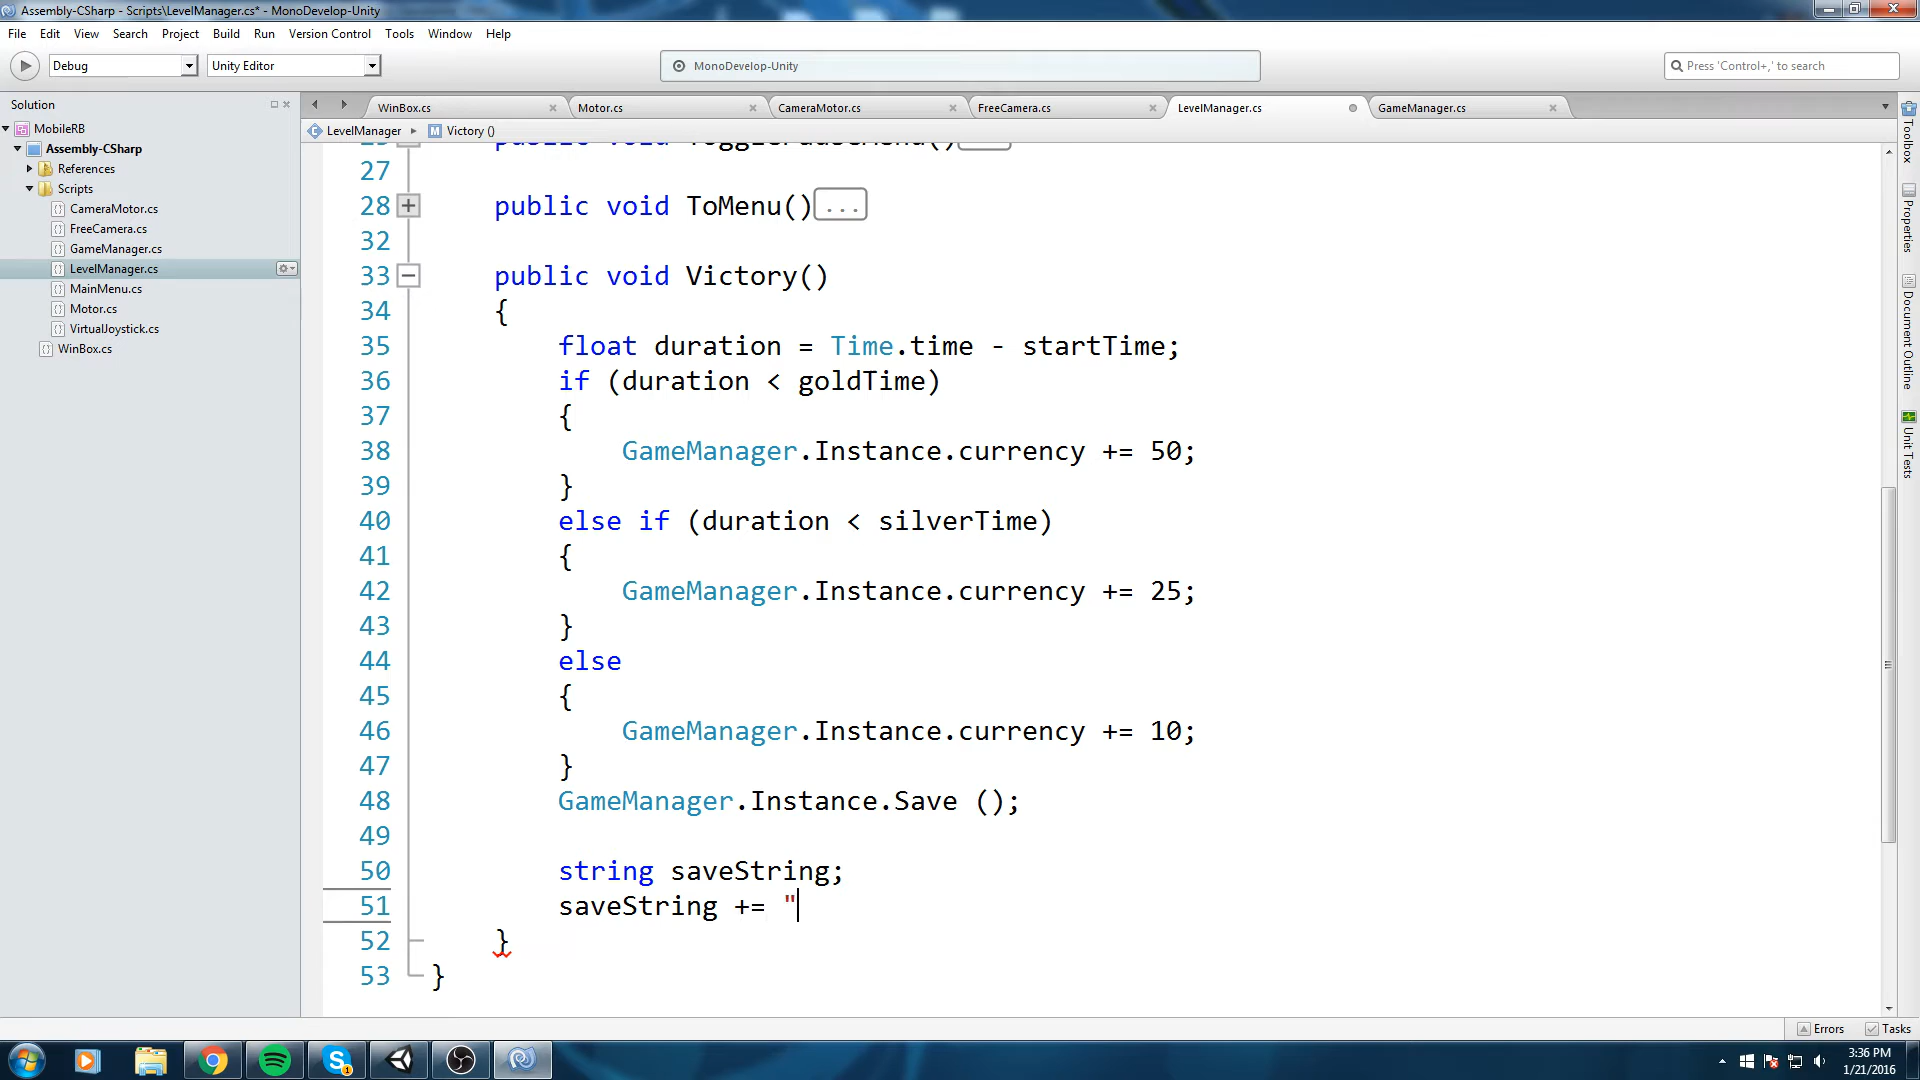 Assembly-CSharp - Scripts\LevelManager.cs* - MonoDevelop-Unity
File Edit View Search Project Build Run Version Control Tools Window Help
Debug Unity Editor MonoDevelop-Unity Press 'Control+,' to search
Solution
MobileRB
Assembly-CSharp
References
Scripts
CameraMotor.cs
FreeCamera.cs
GameManager.cs
LevelManager.cs
MainMenu.cs
Motor.cs
VirtualJoystick.cs
WinBox.cs
WinBox.cs Motor.cs CameraMotor.cs FreeCamera.cs LevelManager.cs GameManager.cs
LevelManager Victory ()
27
28 public void ToMenu()...
32
33 public void Victory()
34 {
35 float duration = Time.time - startTime;
36 if (duration < goldTime)
37 {
38 GameManager.Instance.currency += 50;
39 }
40 else if (duration < silverTime)
41 {
42 GameManager.Instance.currency += 25;
43 }
44 else
45 {
46 GameManager.Instance.currency += 10;
47 }
48 GameManager.Instance.Save ();
49
50 string saveString;
51 saveString += "
52 }
53 }
Toolbox
Properties
Document Outline
Unit Tests
Errors Tasks
3:36 PM
1/21/2016